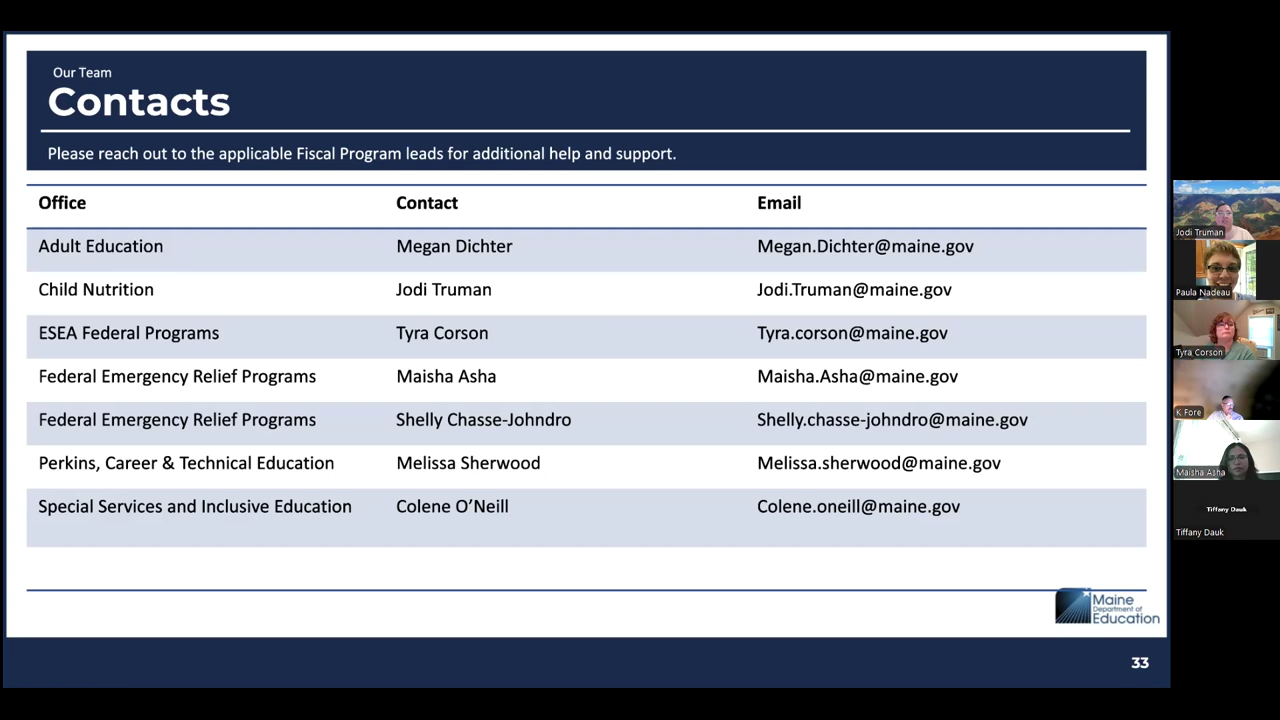 Our Team
Contacts
Please reach out to the applicable Fiscal Program leads for additional help and support.
Office Contact Email
Adult Education Megan Dichter Megan.Dichter@maine.gov
Child Nutrition Jodi Truman Jodi.Truman@maine.gov
ESEA Federal Programs Tyra Corson Tyra.corson@maine.gov
Federal Emergency Relief Programs Maisha Asha Maisha.Asha@maine.gov
Federal Emergency Relief Programs Shelly Chasse-Johndro Shelly.chasse-johndro@maine.gov
Perkins, Career & Technical Education Melissa Sherwood Melissa.sherwood@maine.gov
Special Services and Inclusive Education Colene O’Neill Colene.oneill@maine.gov
Maine
Department of
Education
33
Jodi Truman
Paula Nadeau
Tyra Corson
K Fore
Maisha Asha
Tiffany Dauk
Tiffany Dauk